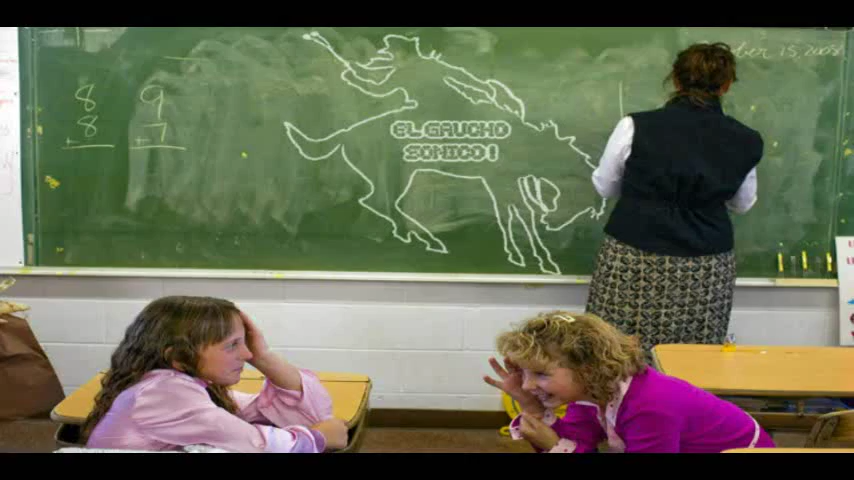 8
9
ber 15, 2008
+ 8
+ 7
EL GAUCHO
SONICO!